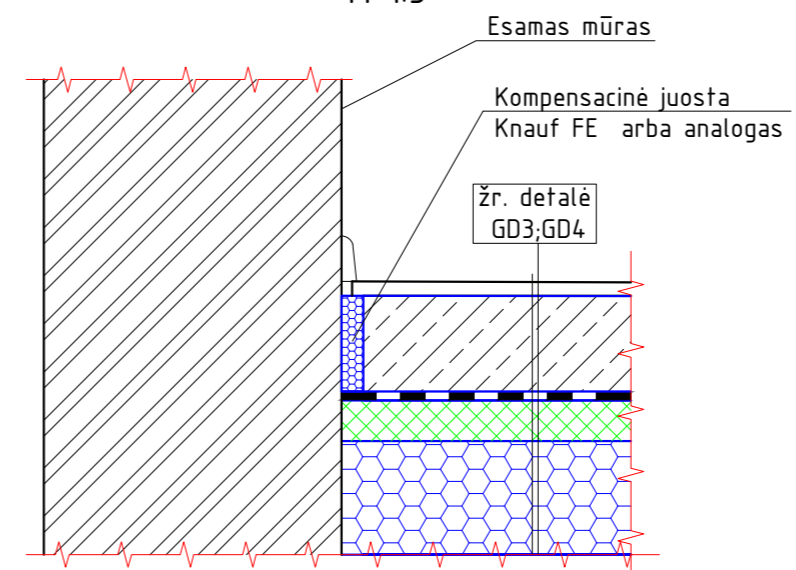 Esamas mūras
Kompensacinė juosta
Knauf FE arba analogas
žr. detalė
GD3;GD4